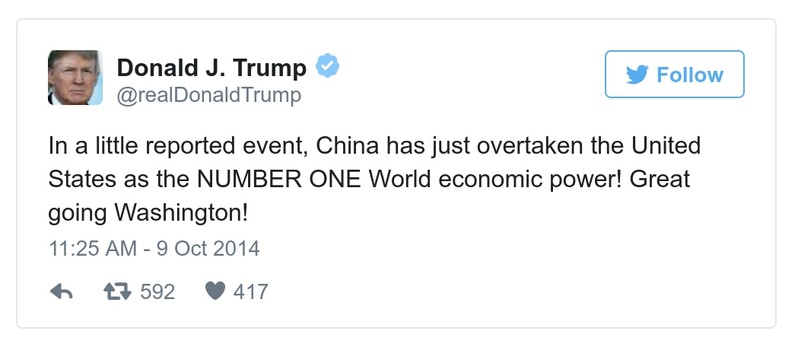 Donald J. Trump
@realDonaldTrump
Follow
In a little reported event, China has just overtaken the United
States as the NUMBER ONE World economic power! Great
going Washington!
11:25 AM - 9 Oct 2014
592 417